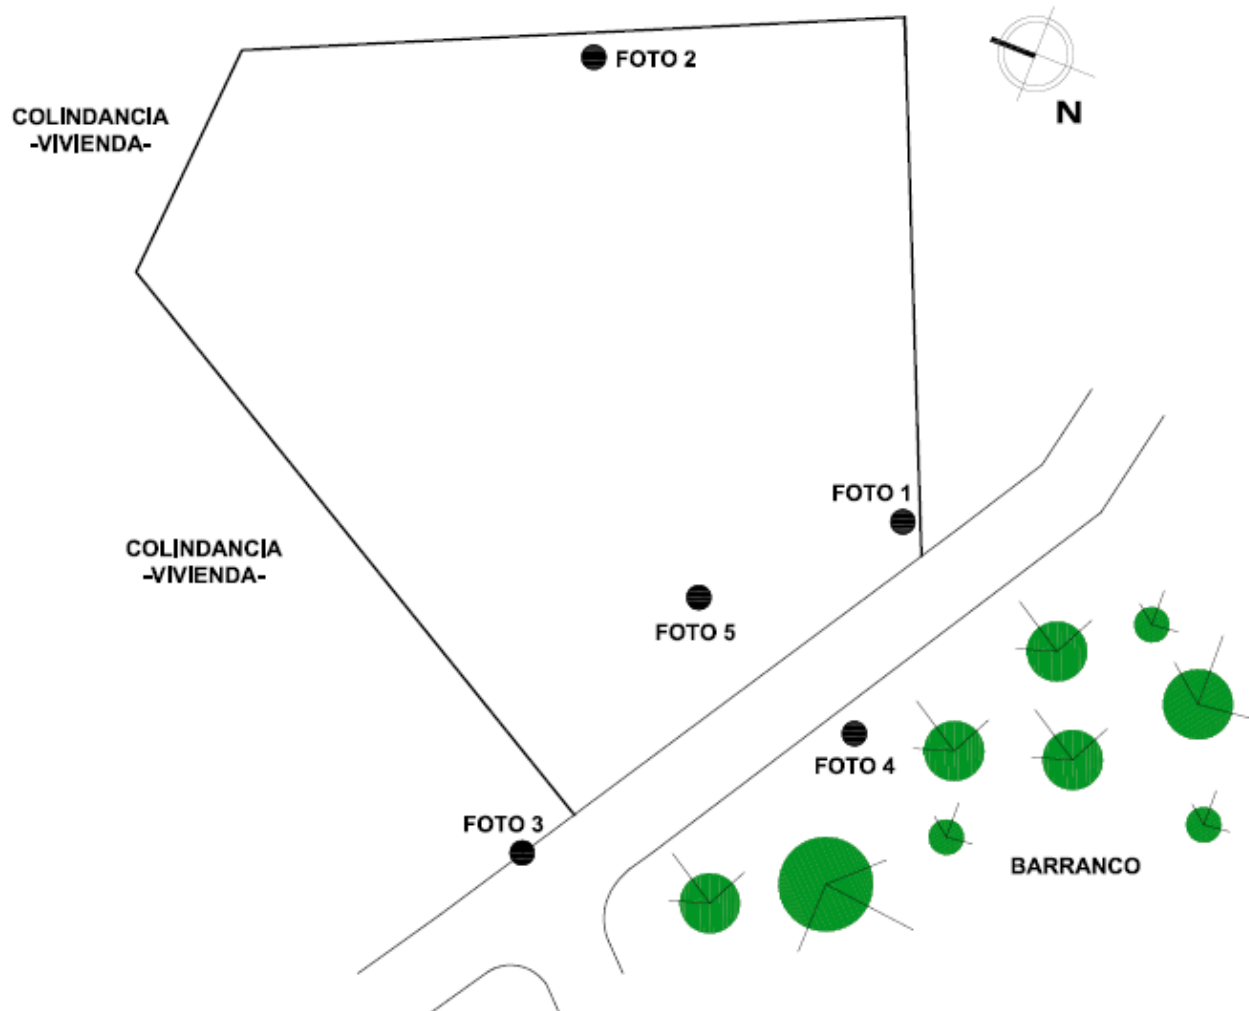 FOTO 2
N
COLINDANCIA
-VIVIENDA-
FOTO 1
COLINDANCIA
-VIVIENDA-
FOTO 5
FOTO 4
FOTO 3
BARRANCO